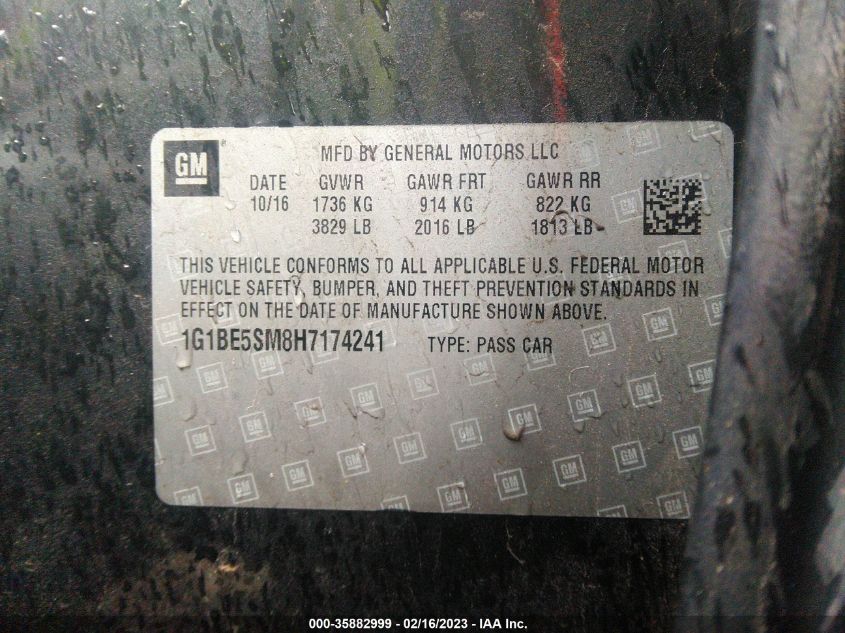 GM
MFD BY GENERAL MOTORS LLC
DATE GVWR GAWR FRT GAWR RR
10/16 1736 KG 914 KG 822 KG
3829 LB 2016 LB 1813 LB
THIS VEHICLE CONFORMS TO ALL APPLICABLE U.S. FEDERAL MOTOR
VEHICLE SAFETY, BUMPER, AND THEFT PREVENTION STANDARDS IN
EFFECT ON THE DATE OF MANUFACTURE SHOWN ABOVE.
1G1BE5SM8H7174241 TYPE: PASS CAR
000-35882999 - 02/16/2023 - IAA Inc.